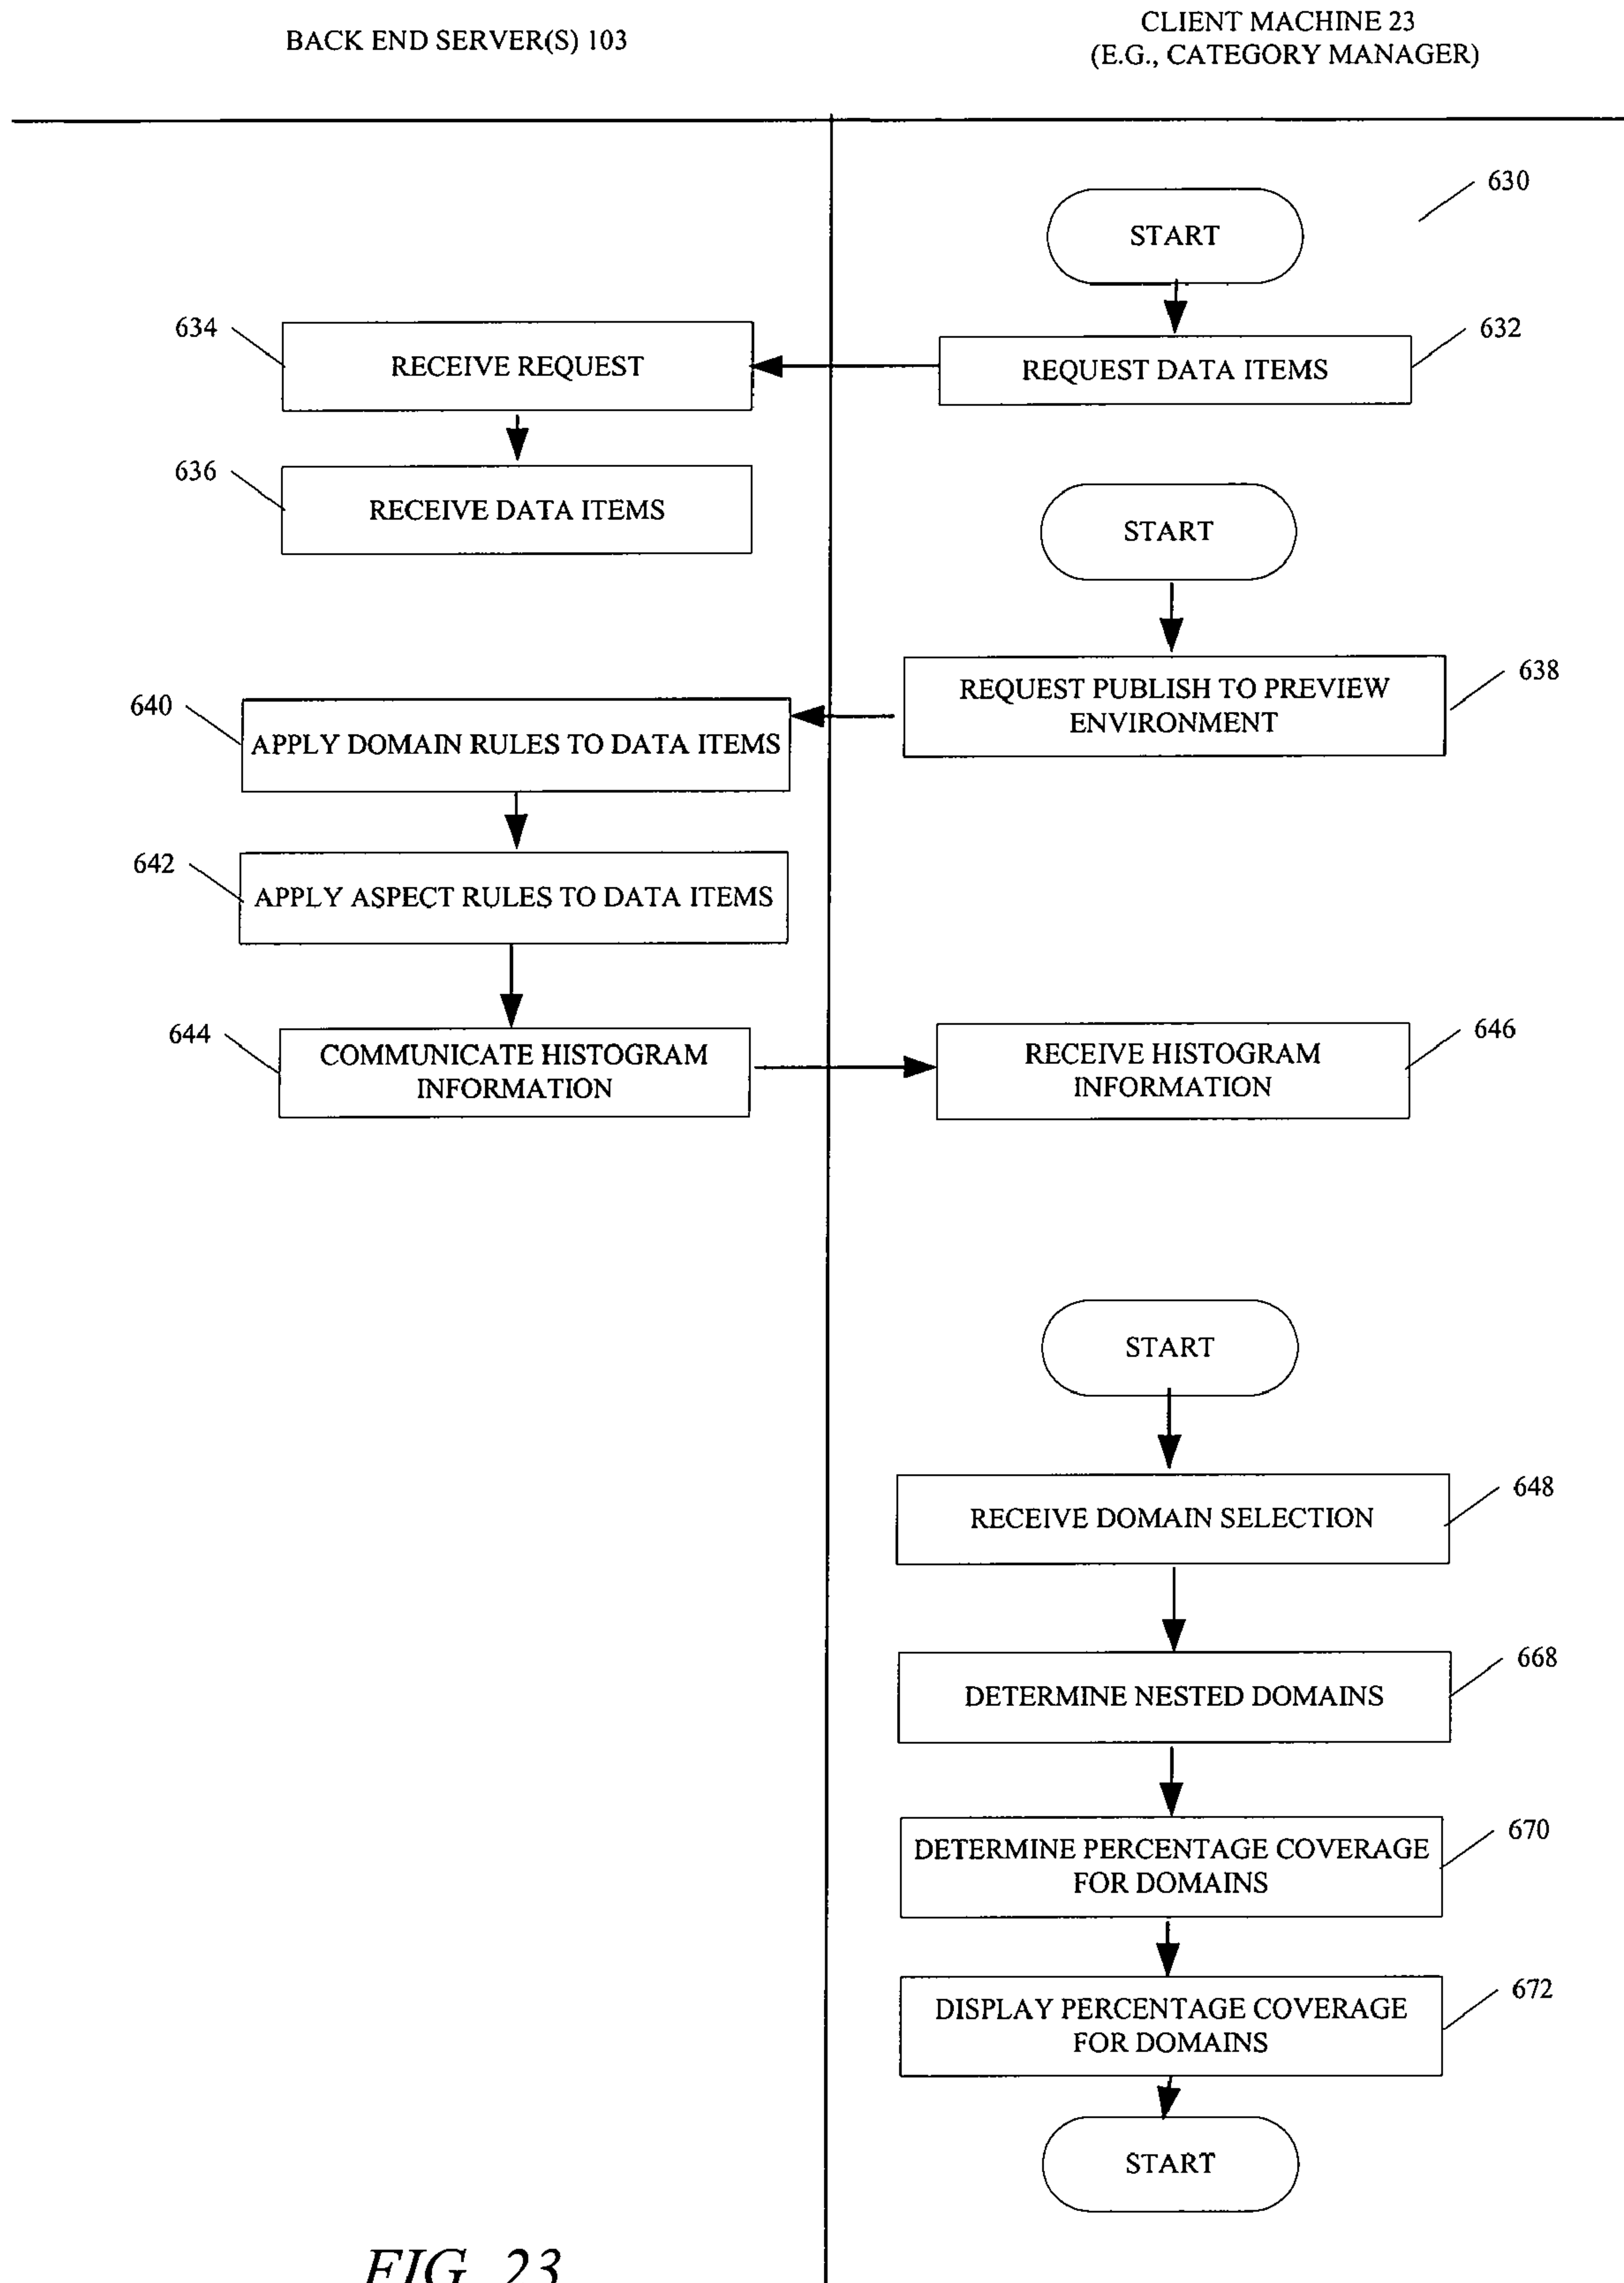 BACK END SERVER(S) 103
CLIENT MACHINE 23
(E.G., CATEGORY MANAGER)
630
START
634
RECEIVE REQUEST
632
REQUEST DATA ITEMS
636
RECEIVE DATA ITEMS
START
638
REQUEST PUBLISH TO PREVIEW
ENVIRONMENT
640
APPLY DOMAIN RULES TO DATA ITEMS
642
APPLY ASPECT RULES TO DATA ITEMS
644
COMMUNICATE HISTOGRAM
INFORMATION
646
RECEIVE HISTOGRAM
INFORMATION
START
648
RECEIVE DOMAIN SELECTION
668
DETERMINE NESTED DOMAINS
670
DETERMINE PERCENTAGE COVERAGE
FOR DOMAINS
672
DISPLAY PERCENTAGE COVERAGE
FOR DOMAINS
START
FIG. 23